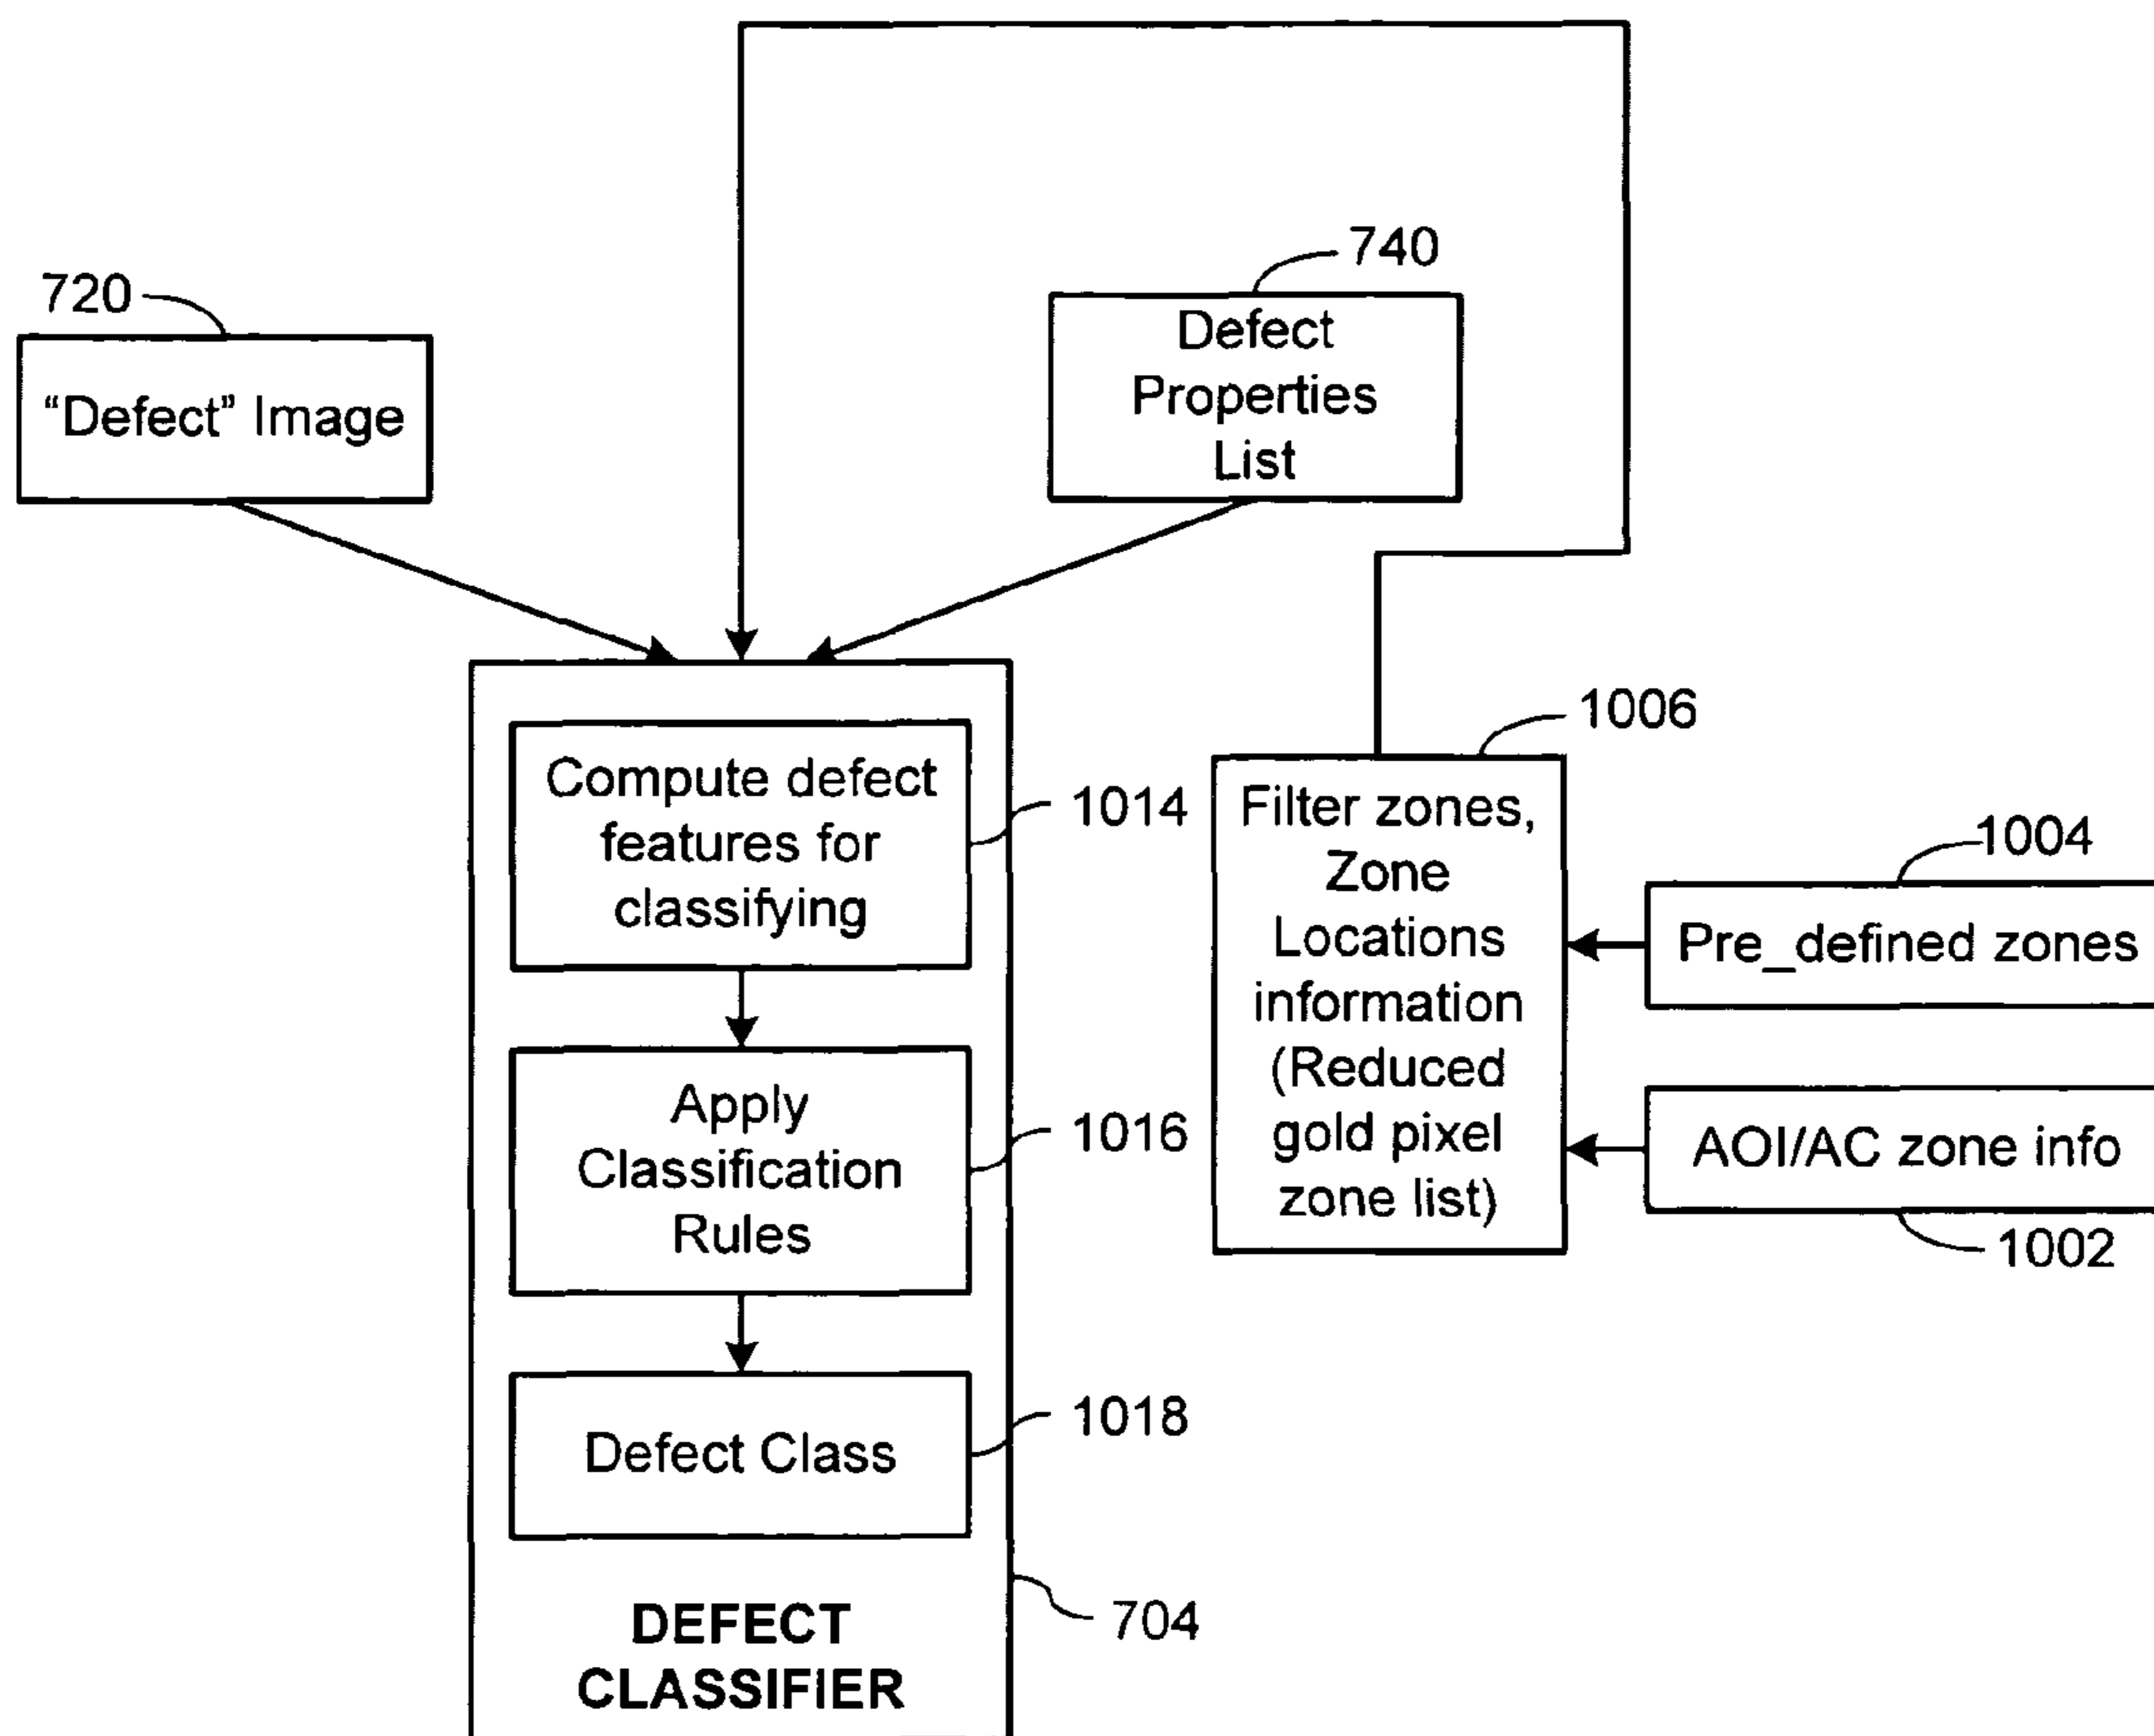 740
720
Defect
Properties
List
“Defect” Image
1006
Compute defect
features for
classifying
1014
Filter zones,
Zone
Locations
information
(Reduced
gold pixel
zone list)
1004
Pre_defined zones
Apply
Classification
Rules
1016
AOI/AC zone info
1002
Defect Class
1018
DEFECT
CLASSIFIER
704